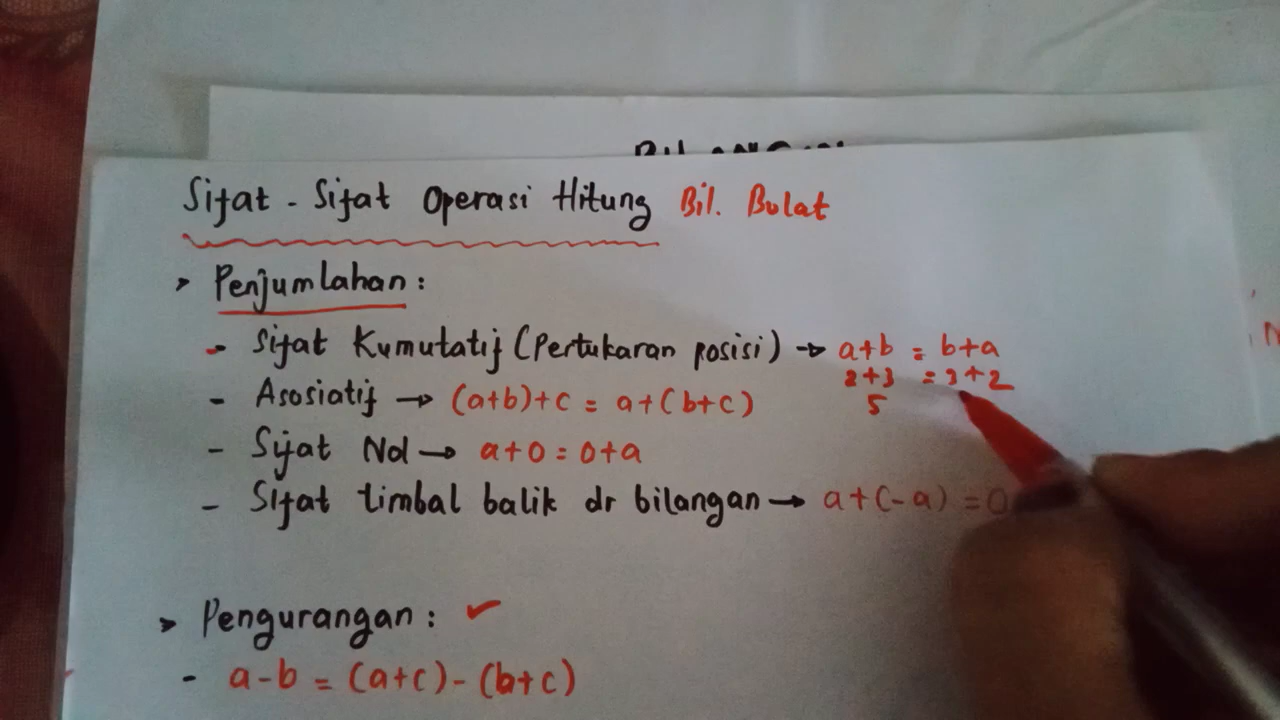 Sifat - Sifat Operasi Hitung Bil. Bulat
➤ Penjumlahan :
- Sifat Kumutatif (Pertukaran posisi) → a+b = b+a
2+3 = 3+2
5
- Asosiatif → (a+b)+c = a+(b+c)
- Sifat Nol → a+0 = 0+a
- Sifat timbal balik dr bilangan → a+(-a) = 0
➤ Pengurangan : ✓
- a-b = (a+c)-(b+c)